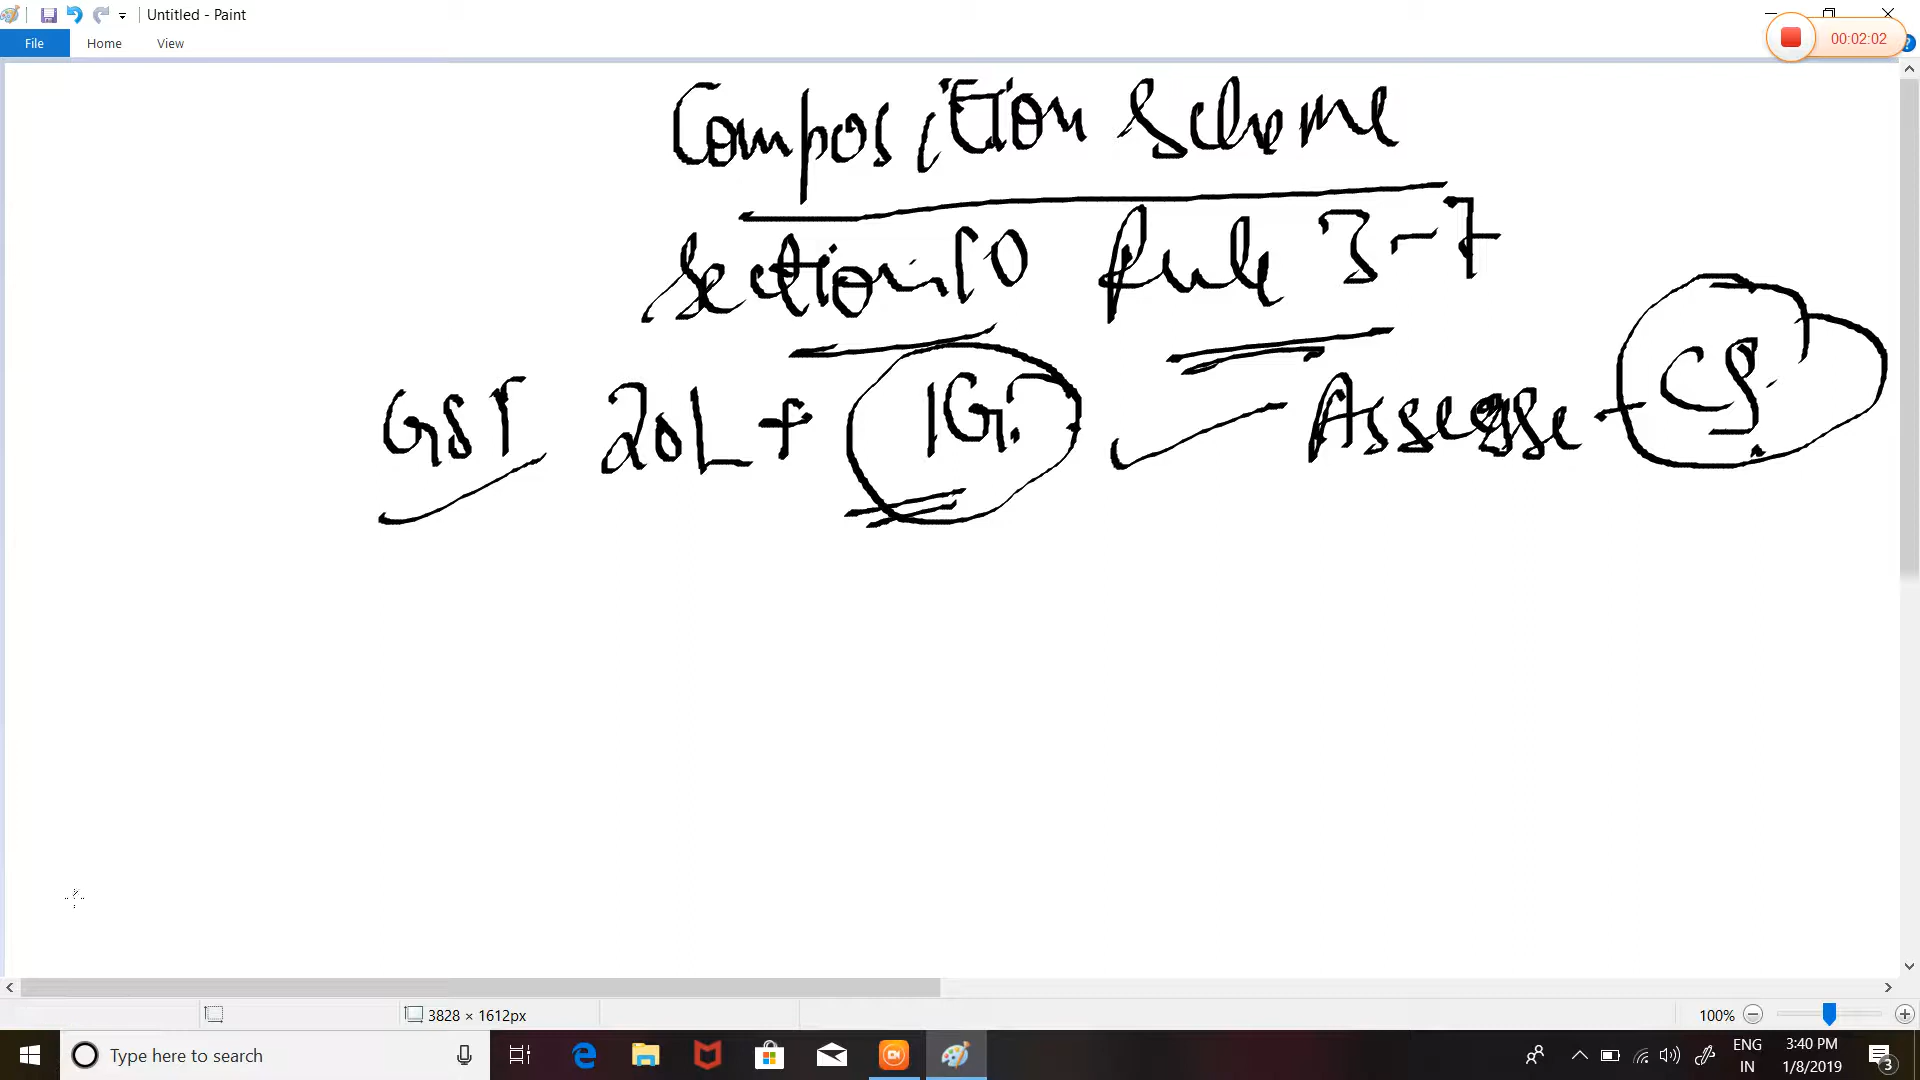 Untitled - Paint
00:02:02
File Home View
Composition Scheme
Section 10 Rule 3-7
GST 20L + Assesse - CS
3828 × 1612px
100%
Type here to search
ENG
IN
3:40 PM
1/8/2019
3